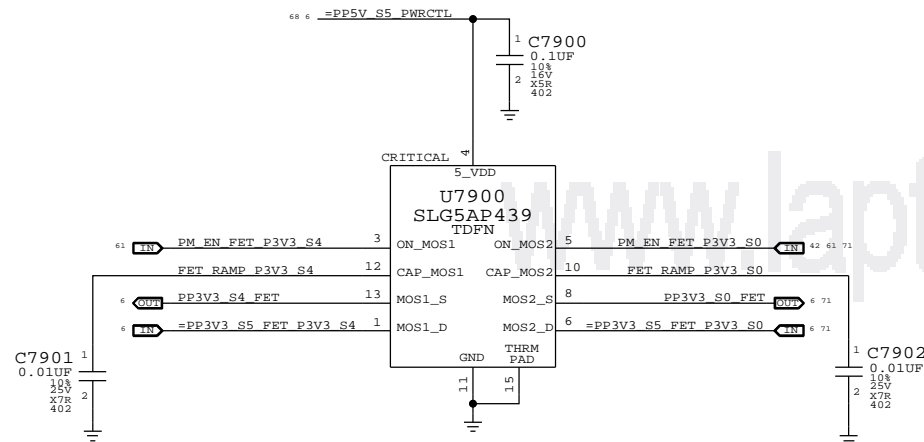 68 6 =PP5V_S5_PWRCTL
1 C7900
0.1UF
10%
16V
2 X5R
402
4
CRITICAL
5_VDD
U7900
SLG5AP439
TDFN
www.lapt
61 IN PM_EN_FET_P3V3_S4 3 ON_MOS1 ON_MOS2 5 PM_EN_FET_P3V3_S0 IN 42 61 71
FET_RAMP_P3V3_S4 12 CAP_MOS1 CAP_MOS2 10 FET_RAMP_P3V3_S0
6 OUT PP3V3_S4_FET 13 MOS1_S MOS2_S 8 PP3V3_S0_FET OUT 6 71
6 IN =PP3V3_S5_FET_P3V3_S4 1 MOS1_D MOS2_D 6 =PP3V3_S5_FET_P3V3_S0 IN 6 71
GND THRM
PAD
11 15
C7901 1
0.01UF
10%
25V
X7R 2
402
1 C7902
0.01UF
10%
25V
2 X7R
402